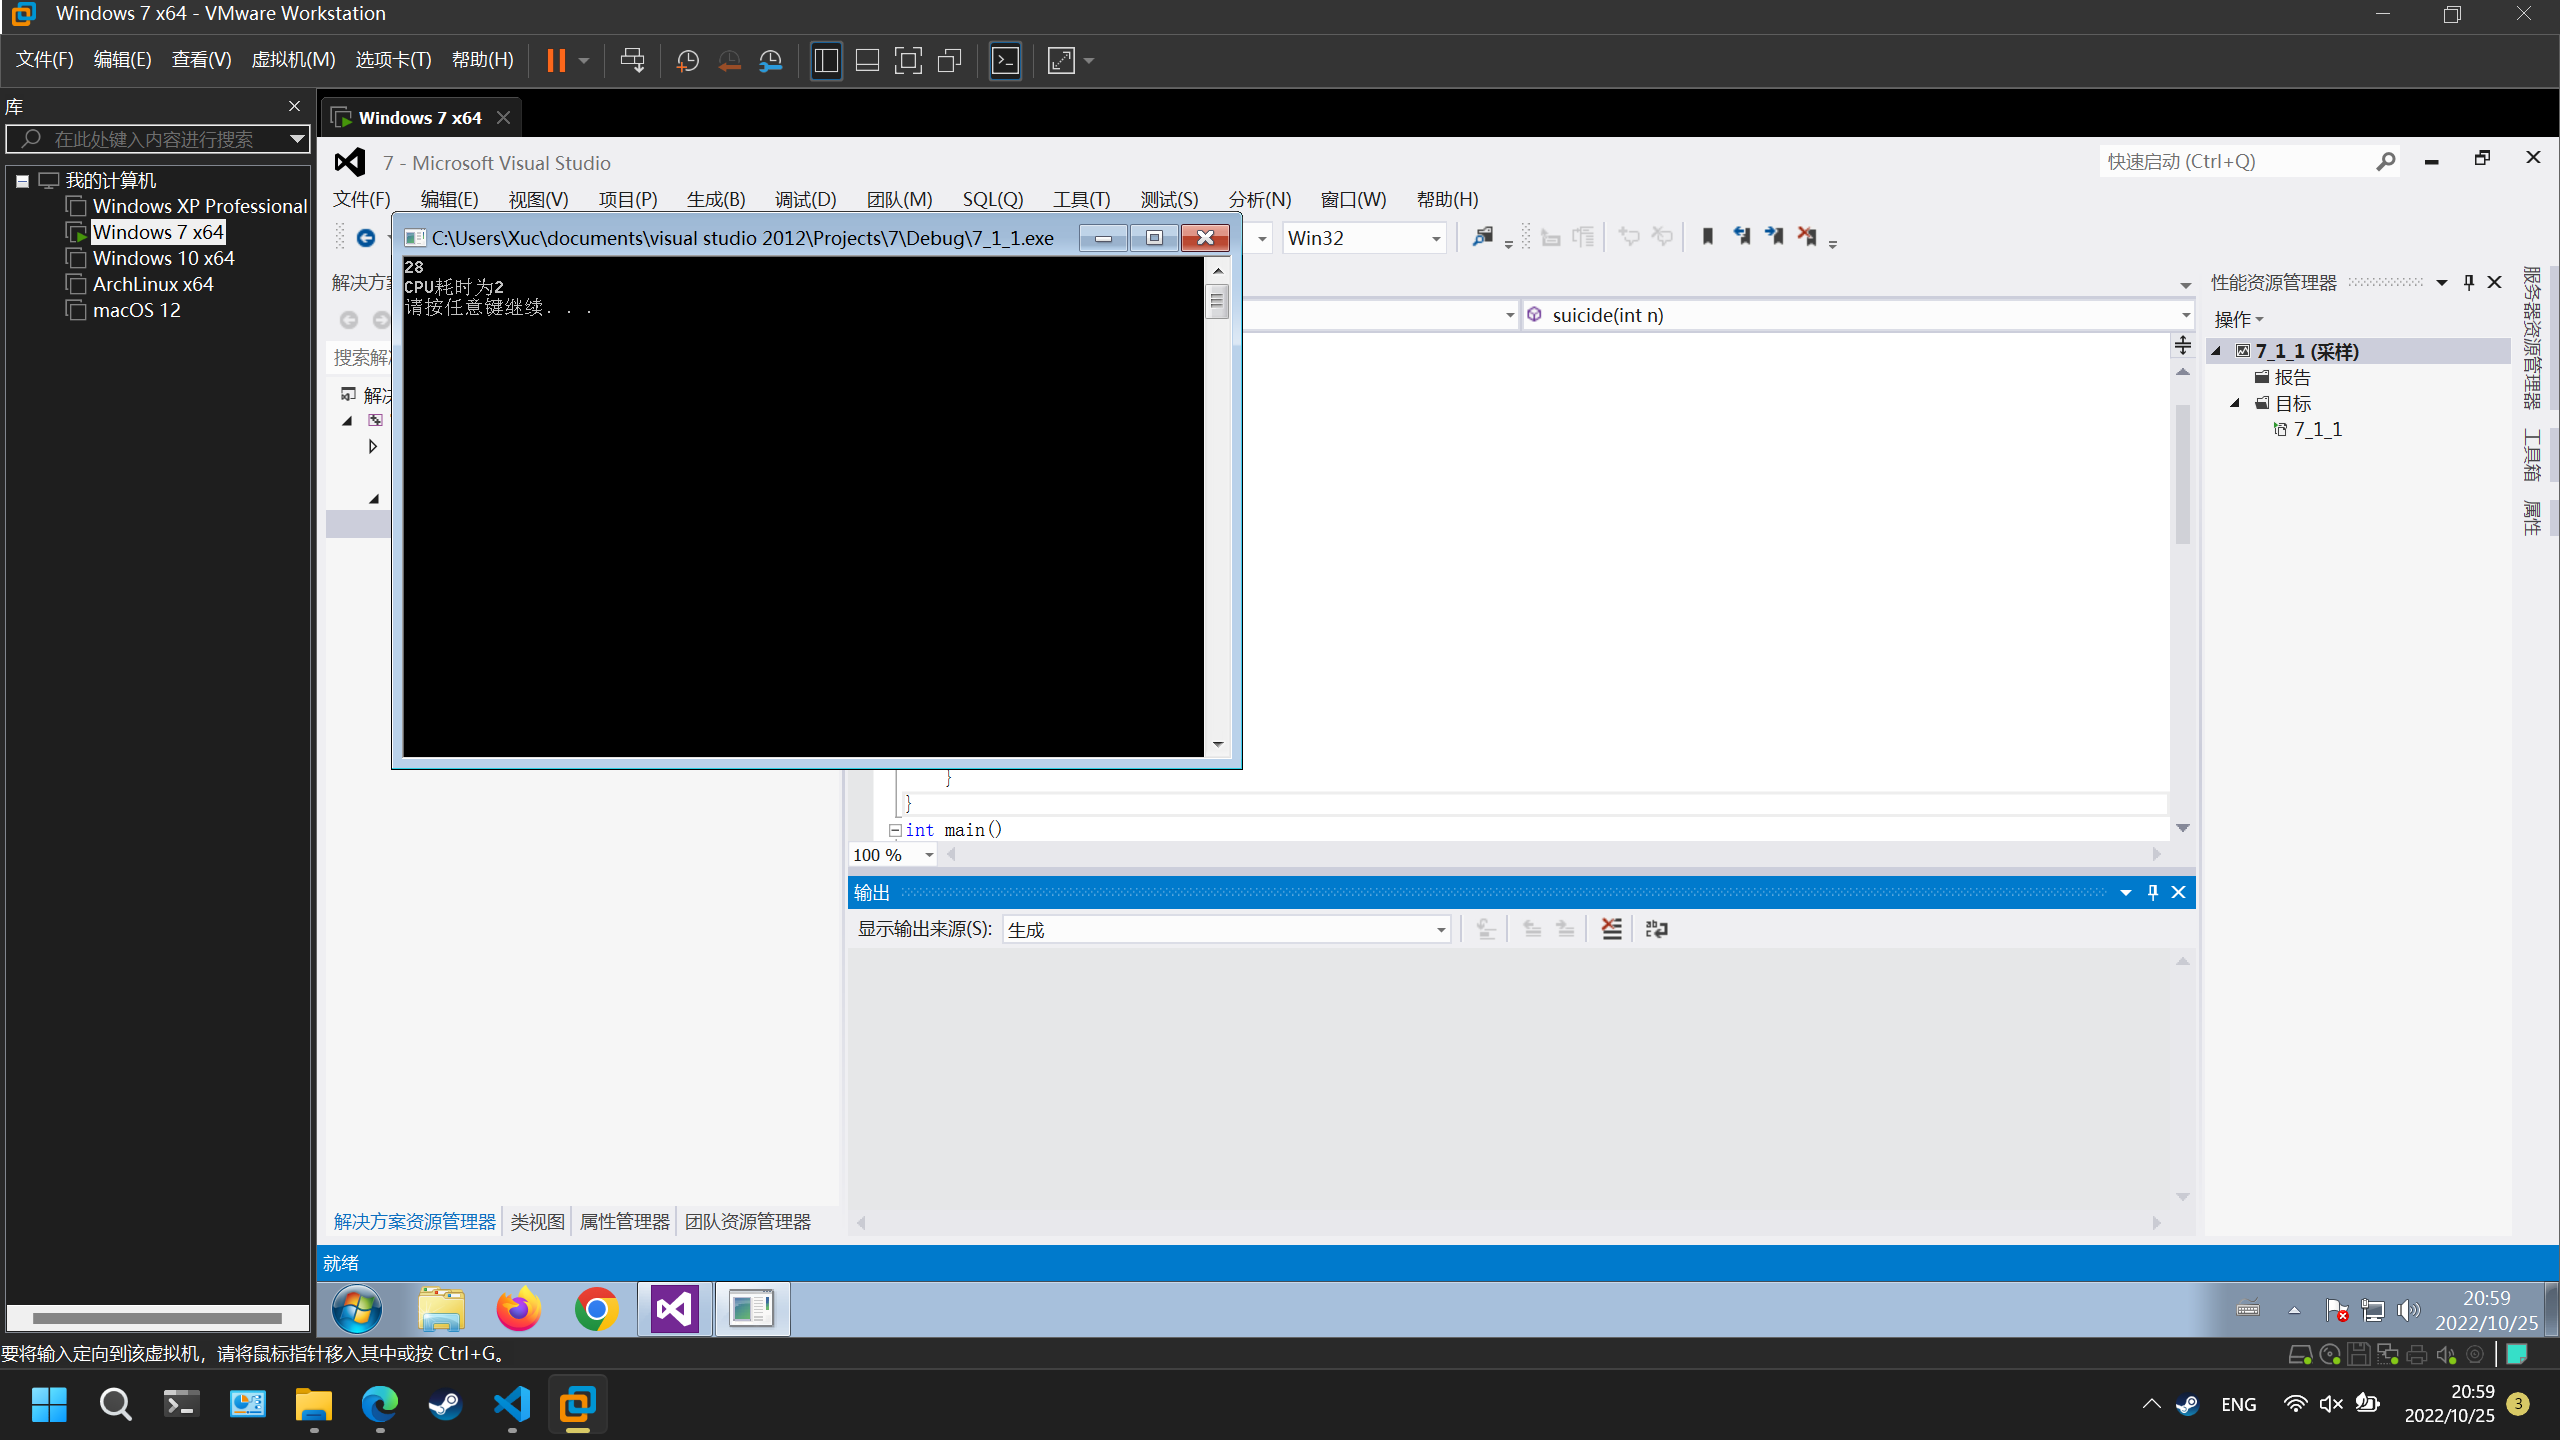 Windows 7 x64 - VMware Workstation
文件(F) 编辑(E) 查看(V) 虚拟机(M) 选项卡(T) 帮助(H)
库
在此处键入内容进行搜索
我的计算机
Windows XP Professional
Windows 7 x64
Windows 10 x64
ArchLinux x64
macOS 12
Windows 7 x64
7 - Microsoft Visual Studio
快速启动 (Ctrl+Q)
文件(F) 编辑(E) 视图(V) 项目(P) 生成(B) 调试(D) 团队(M) SQL(Q) 工具(T) 测试(S) 分析(N) 窗口(W) 帮助(H)
Win32
C:\Users\Xuc\documents\visual studio 2012\Projects\7\Debug\7_1_1.exe
28
CPU耗时为2
请按任意键继续. . .
解决方
搜索解
解决
suicide(int n)
}
}
int main()
100 %
输出
显示输出来源(S): 生成
性能资源管理器
操作
7_1_1 (采样)
报告
目标
7_1_1
服务器资源管理器
工具箱
属性
解决方案资源管理器 类视图 属性管理器 团队资源管理器
就绪
20:59
2022/10/25
要将输入定向到该虚拟机，请将鼠标指针移入其中或按 Ctrl+G。
ENG
20:59
2022/10/25
3